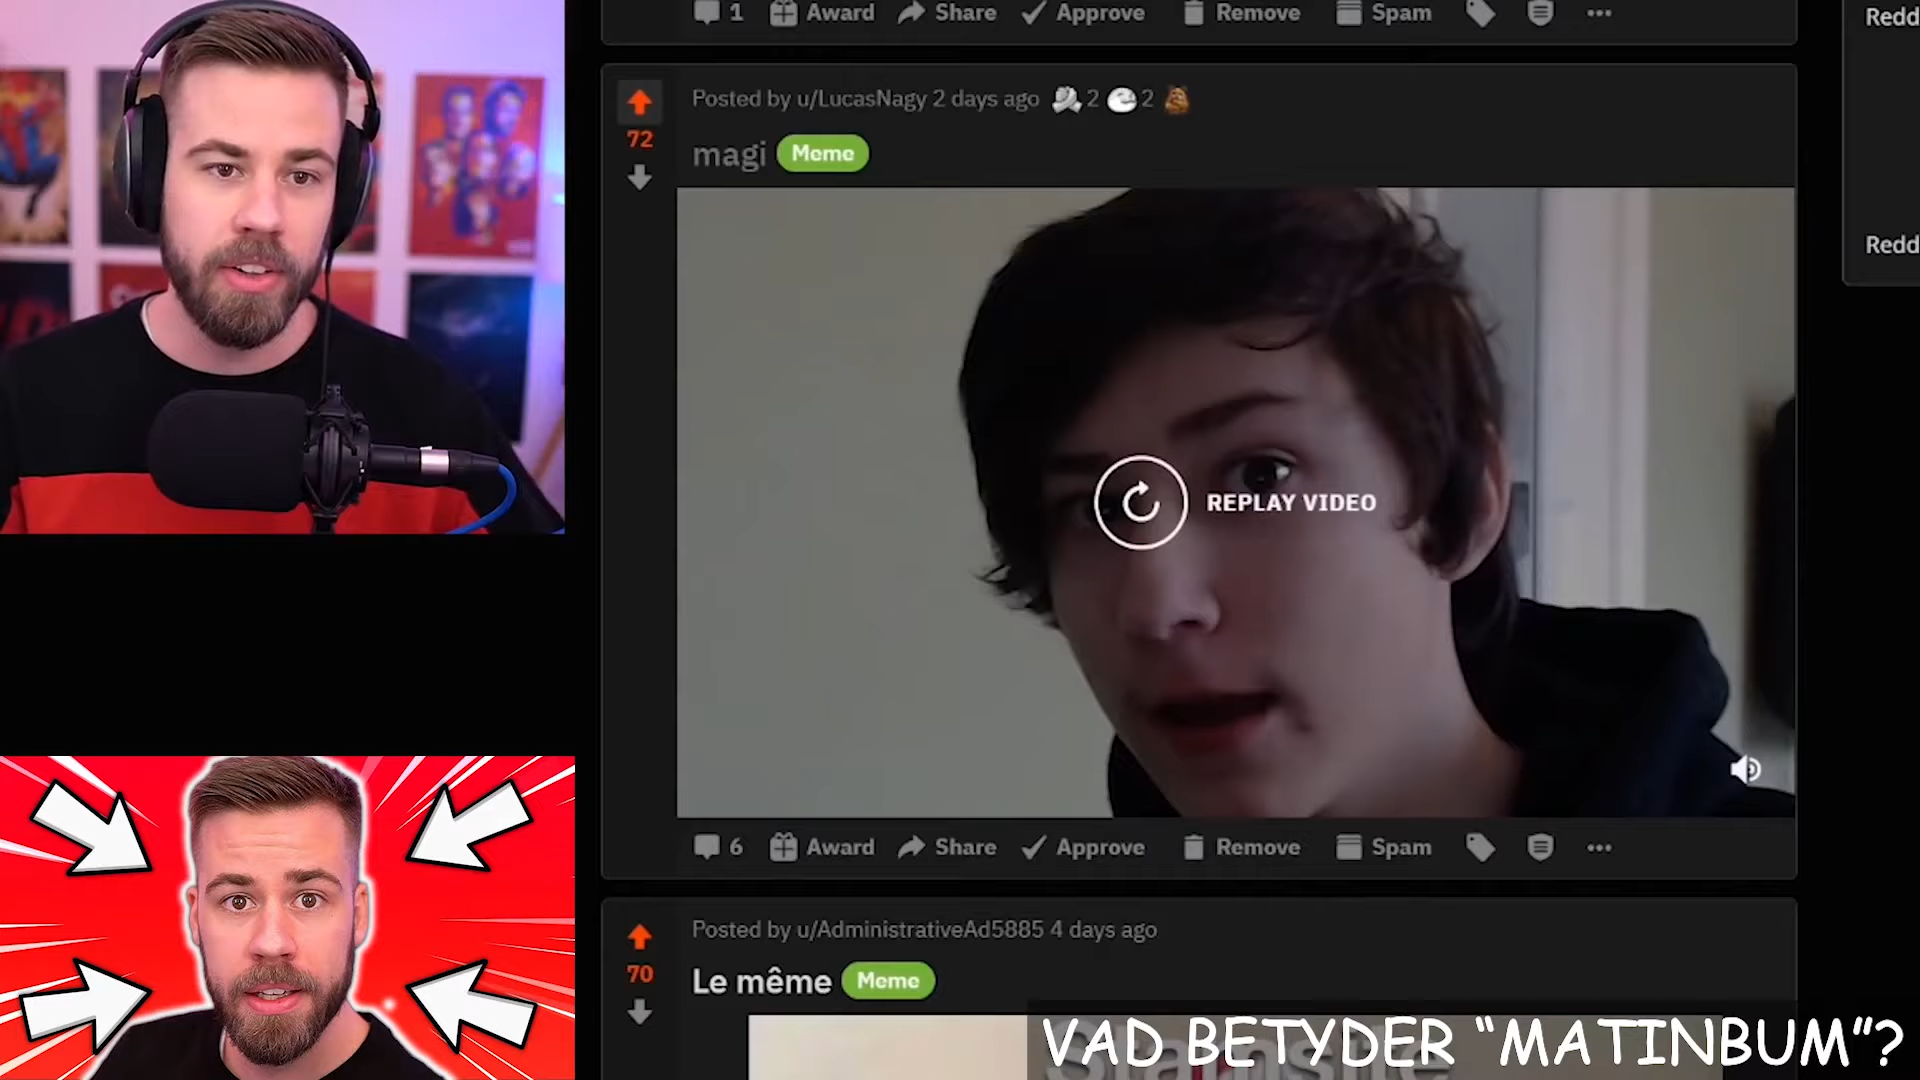 1 Award Share Approve Remove Spam
Redd
Posted by u/LucasNagy 2 days ago 2 2
72
magi Meme
Redd
REPLAY VIDEO
6 Award Share Approve Remove Spam
Posted by u/AdministrativeAd5885 4 days ago
70
Le même Meme
VAD BETYDER “MATINBUM”?